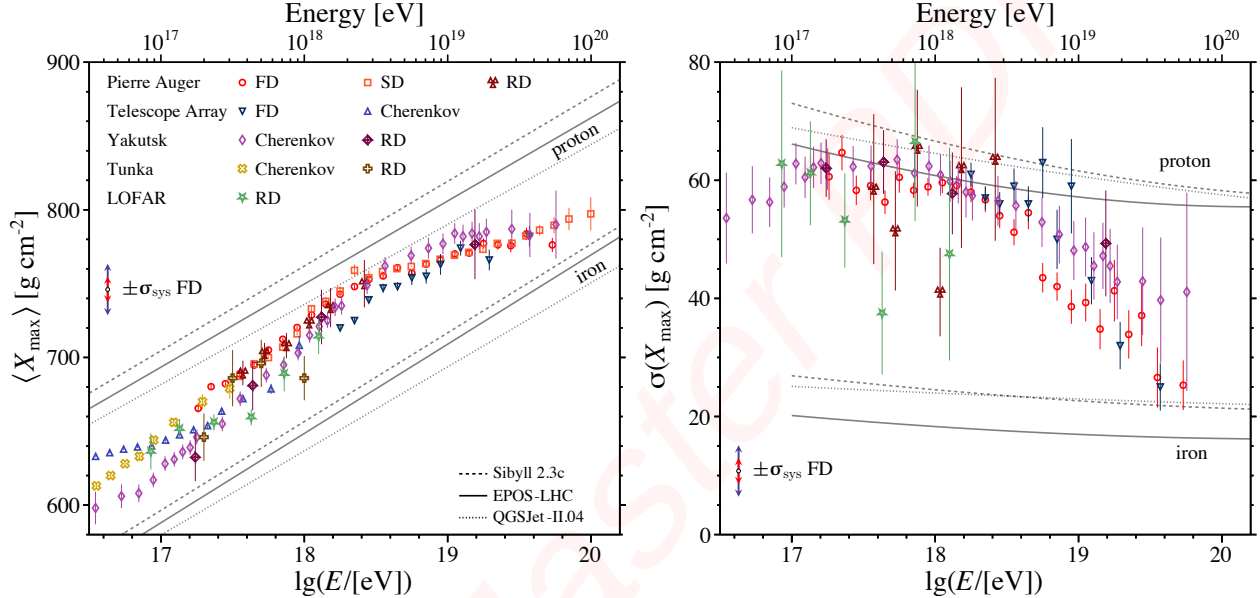 Energy [eV]
10^17 10^18 10^19 10^20
900
800
700
600
⟨X_max⟩ [g cm^−2]
Pierre Auger FD SD RD
Telescope Array FD Cherenkov
Yakutsk Cherenkov RD
Tunka Cherenkov RD
LOFAR RD
proton
iron
±σ_sys FD
Sibyll 2.3c
EPOS-LHC
QGSJet-II.04
17 18 19 20
lg(E/[eV])
Energy [eV]
10^17 10^18 10^19 10^20
80
60
40
20
0
σ(X_max) [g cm^−2]
proton
iron
±σ_sys FD
17 18 19 20
lg(E/[eV])